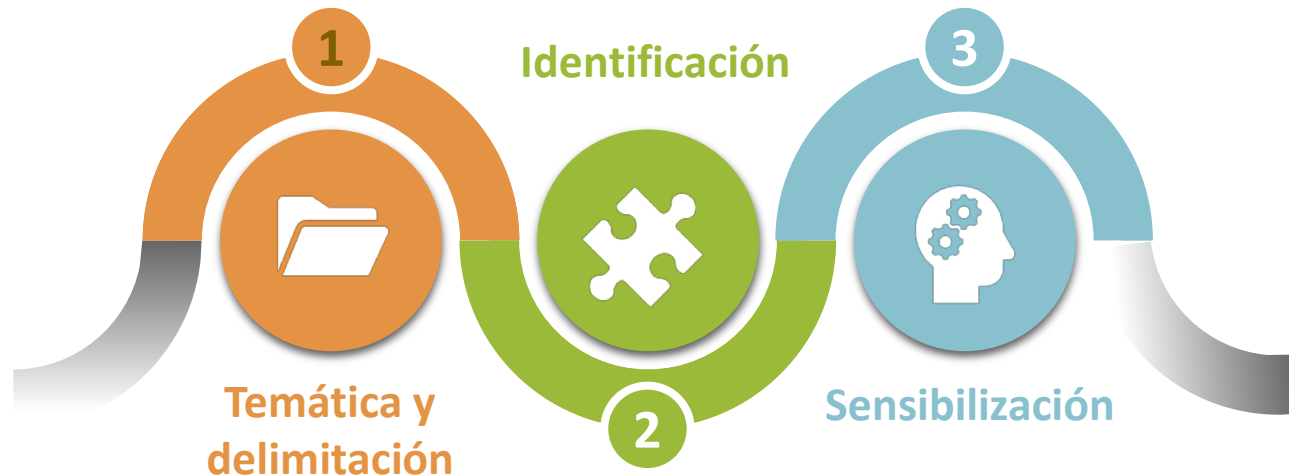 1
Temática y
delimitación
Identificación
2
3
Sensibilización